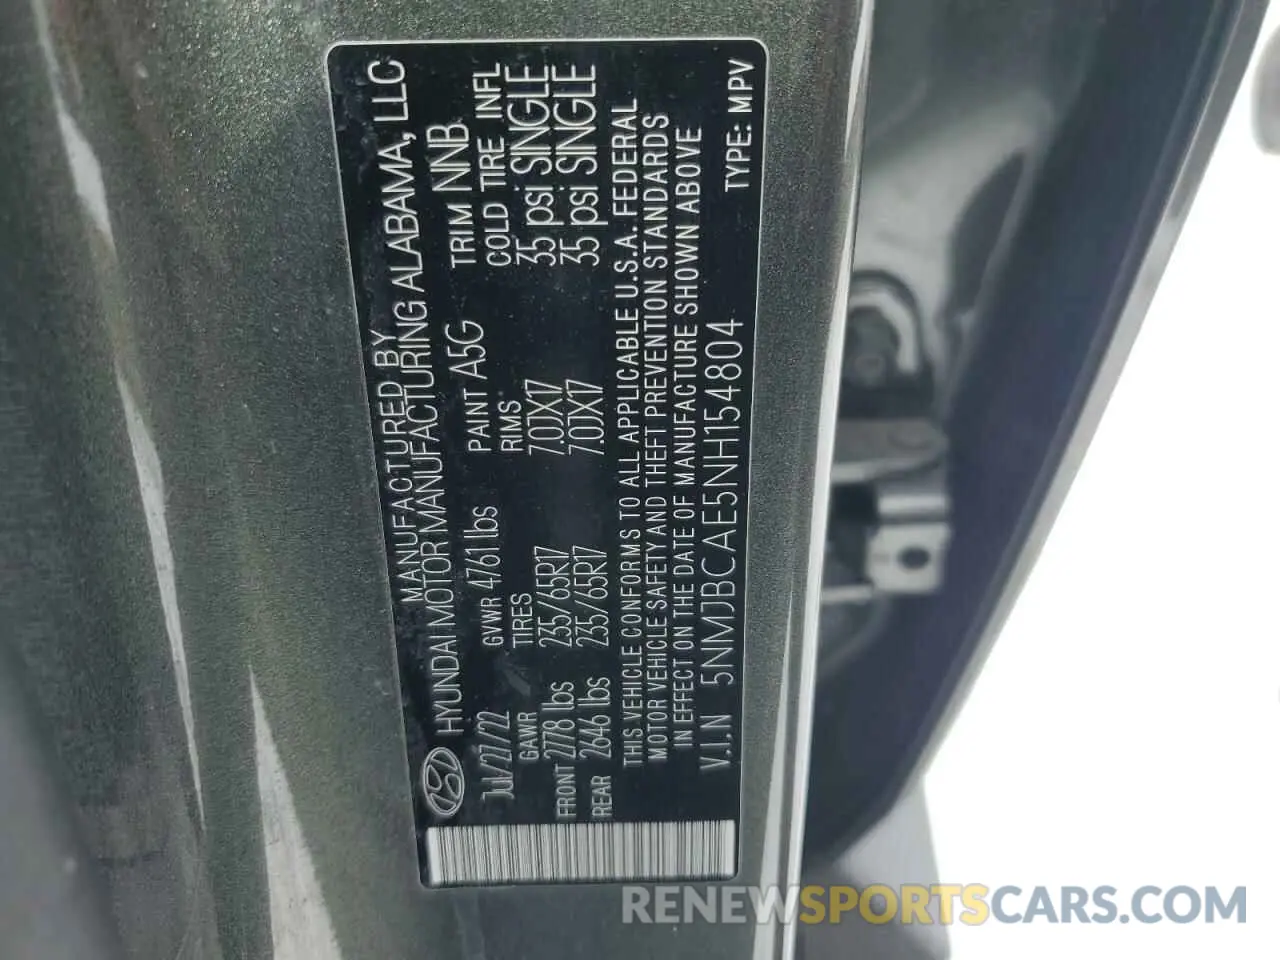 MANUFACTURED BY
HYUNDAI MOTOR MANUFACTURING ALABAMA, LLC
Jul/27/22 GVWR 4761 lbs PAINT A5G TRIM NNB
GAWR TIRES RIMS COLD TIRE INFL
FRONT 2778 lbs 235/65R17 7.0JX17 35 psi SINGLE
REAR 2646 lbs 235/65R17 7.0JX17 35 psi SINGLE
THIS VEHICLE CONFORMS TO ALL APPLICABLE U.S.A. FEDERAL
MOTOR VEHICLE SAFETY AND THEFT PREVENTION STANDARDS
IN EFFECT ON THE DATE OF MANUFACTURE SHOWN ABOVE
V.I.N 5NMJBCAE5NH154804 TYPE: MPV
RENEWSPORTSCARS.COM